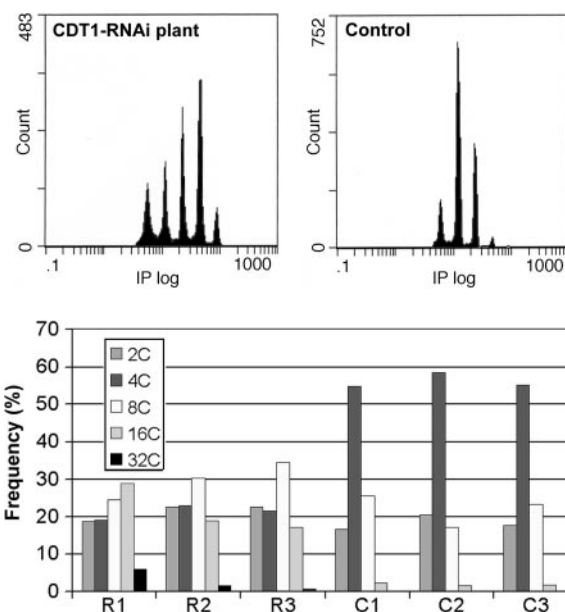 483
CDT1-RNAi plant
Count
0
.1
1000
IP log
752
Control
Count
0
.1
1000
IP log
70
60
50
40
30
20
10
0
Frequency (%)
2C
4C
8C
16C
32C
R1 R2 R3 C1 C2 C3